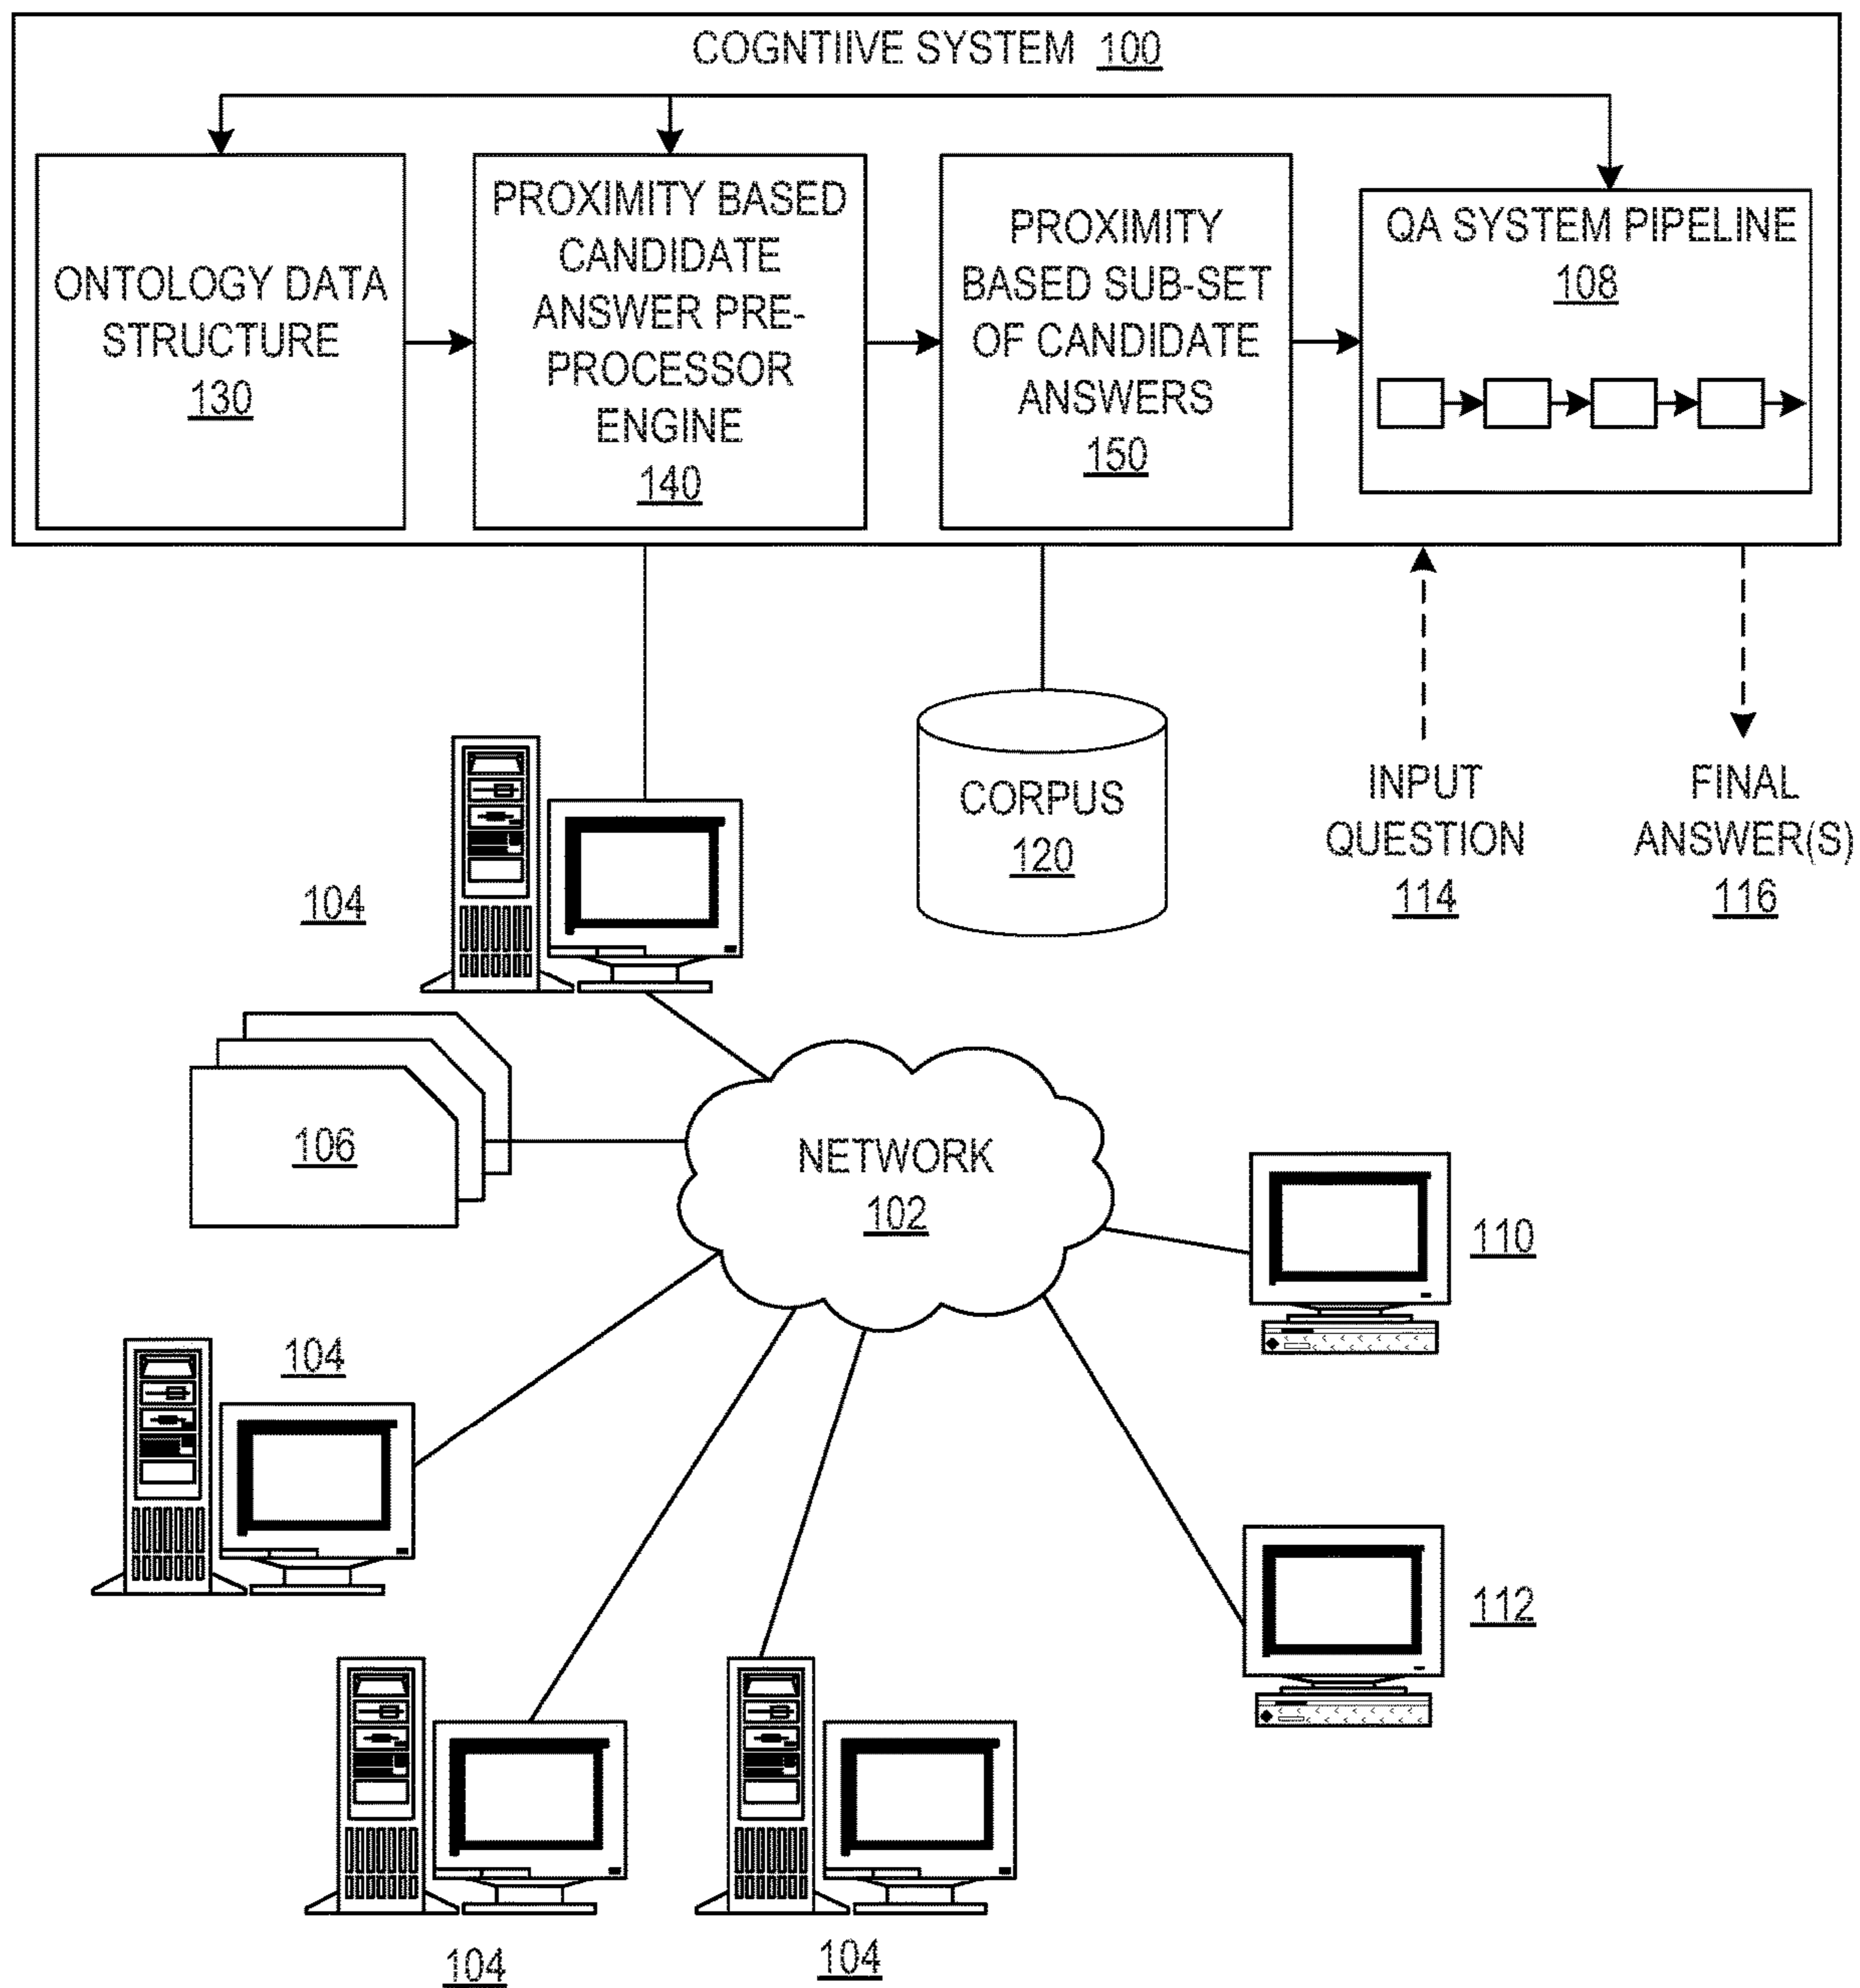 COGNTIIVE SYSTEM 100
ONTOLOGY DATA
STRUCTURE
130
PROXIMITY BASED
CANDIDATE
ANSWER PRE-
PROCESSOR
ENGINE
140
PROXIMITY
BASED SUB-SET
OF CANDIDATE
ANSWERS
150
QA SYSTEM PIPELINE
108
CORPUS
120
INPUT
QUESTION
114
FINAL
ANSWER(S)
116
104
106
NETWORK
102
110
104
112
104
104